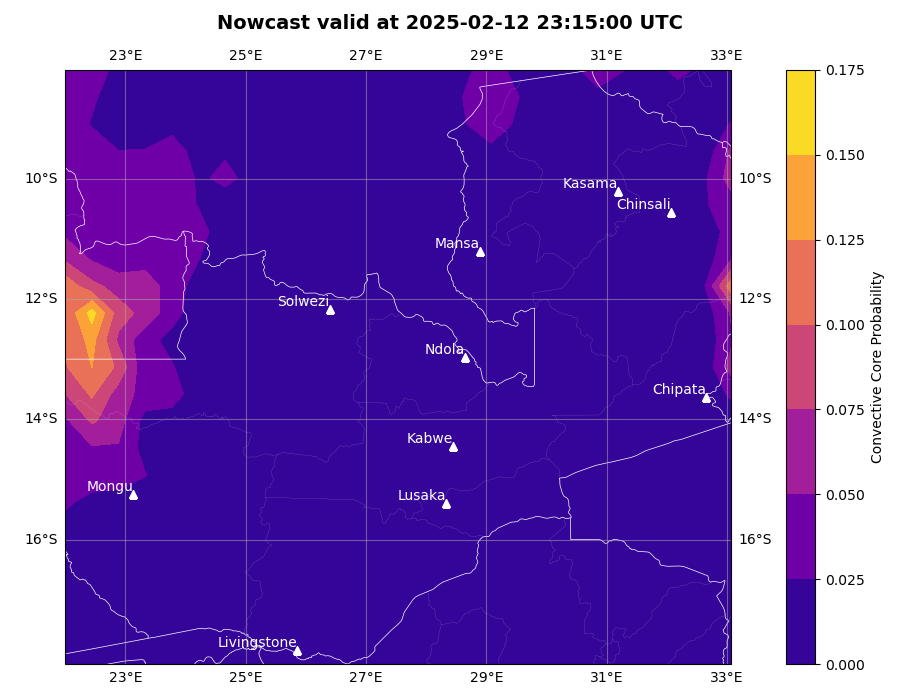 Nowcast valid at 2025-02-12 23:15:00 UTC
23°E 25°E 27°E 29°E 31°E 33°E
0.175
0.150
10°S Kasama 10°S
Chinsali
0.125
Mansa
12°S Solwezi 12°S
0.100
Ndola
Chipata
0.075
14°S 14°S
Kabwe
Mongu Lusaka
0.050
16°S 16°S
0.025
Livingstone
0.000
23°E 25°E 27°E 29°E 31°E 33°E
Convective Core Probability